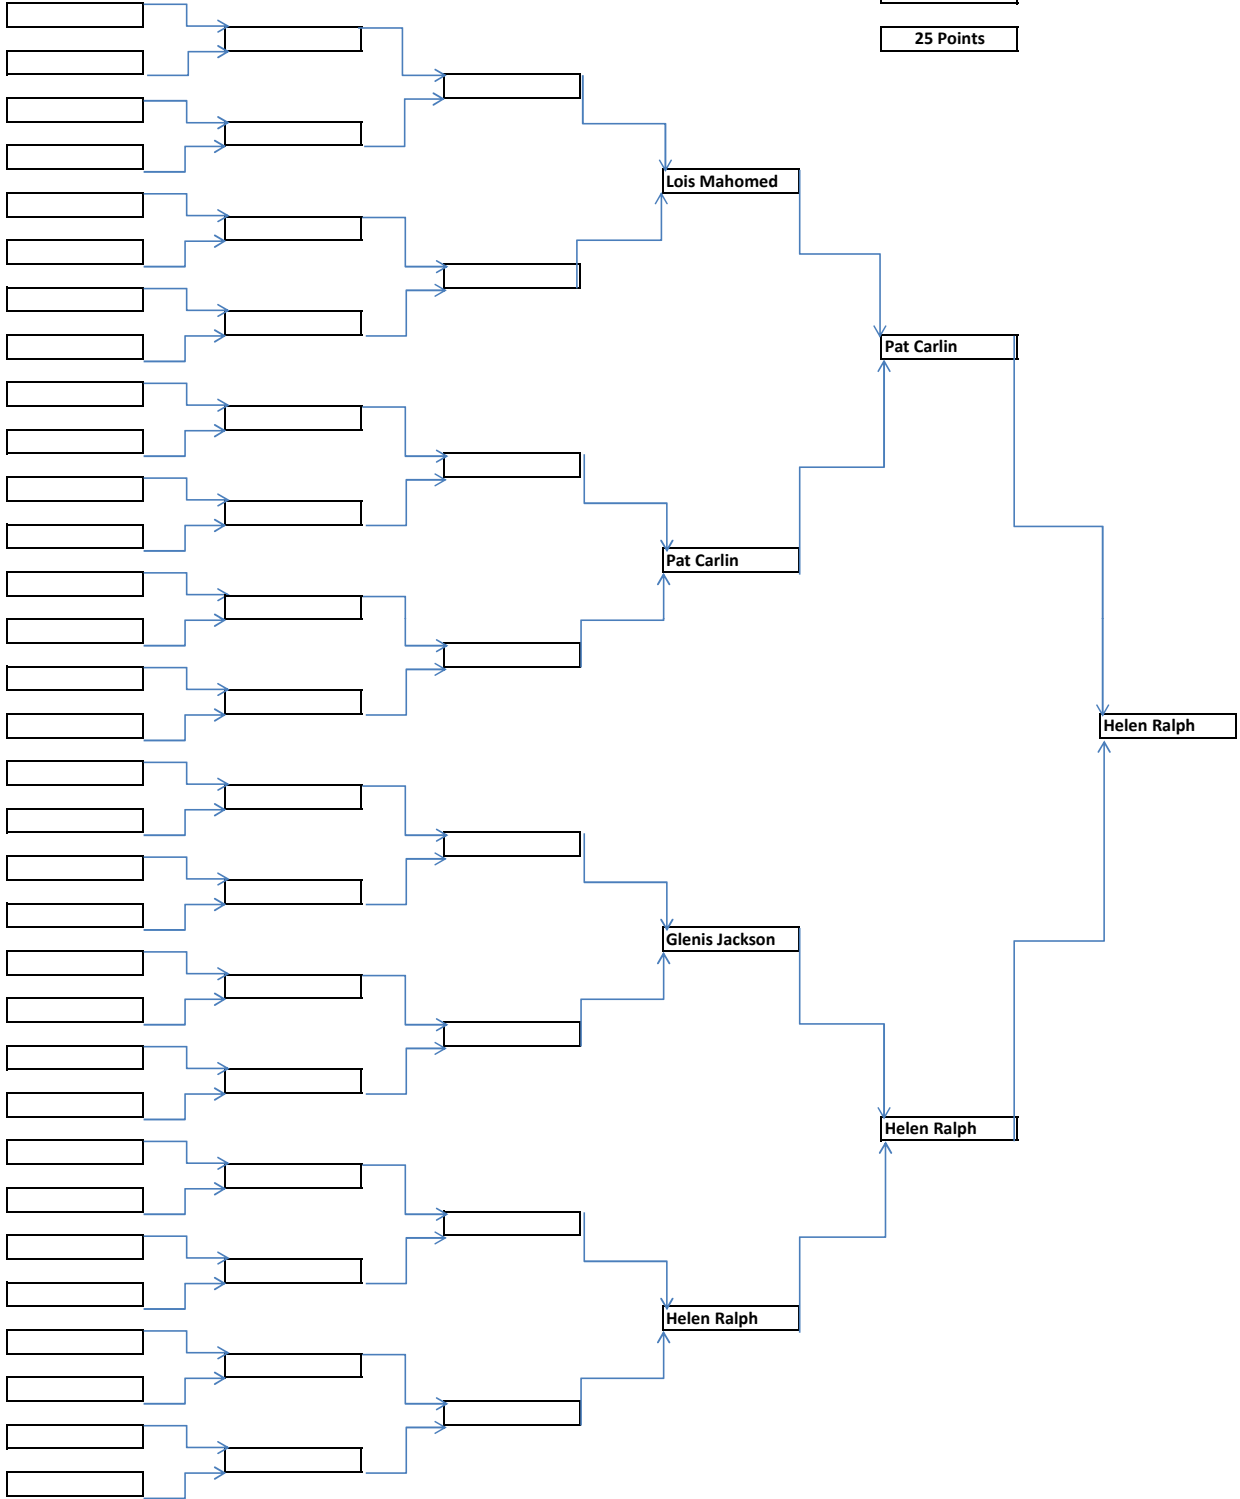 25 Points
Lois Mahomed
Pat Carlin
Pat Carlin
Helen Ralph
Glenis Jackson
Helen Ralph
Helen Ralph